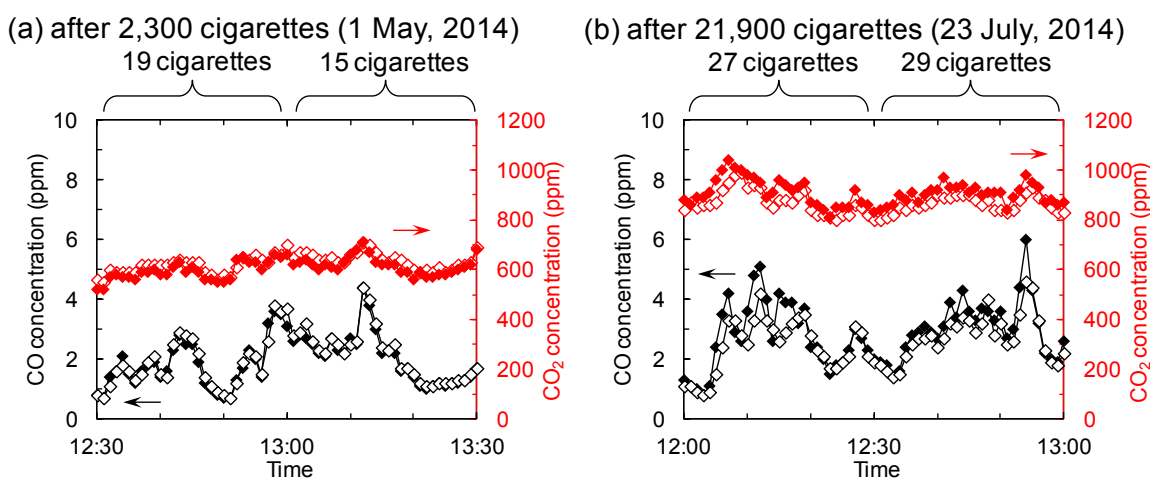 (a) after 2,300 cigarettes (1 May, 2014)
19 cigarettes
15 cigarettes
10
8
6
4
2
0
CO concentration (ppm)
1200
1000
800
600
400
200
0
CO₂ concentration (ppm)
12:30
13:00
13:30
Time
(b) after 21,900 cigarettes (23 July, 2014)
27 cigarettes
29 cigarettes
10
8
6
4
2
0
CO concentration (ppm)
1200
1000
800
600
400
200
0
CO₂ concentration (ppm)
12:00
12:30
13:00
Time